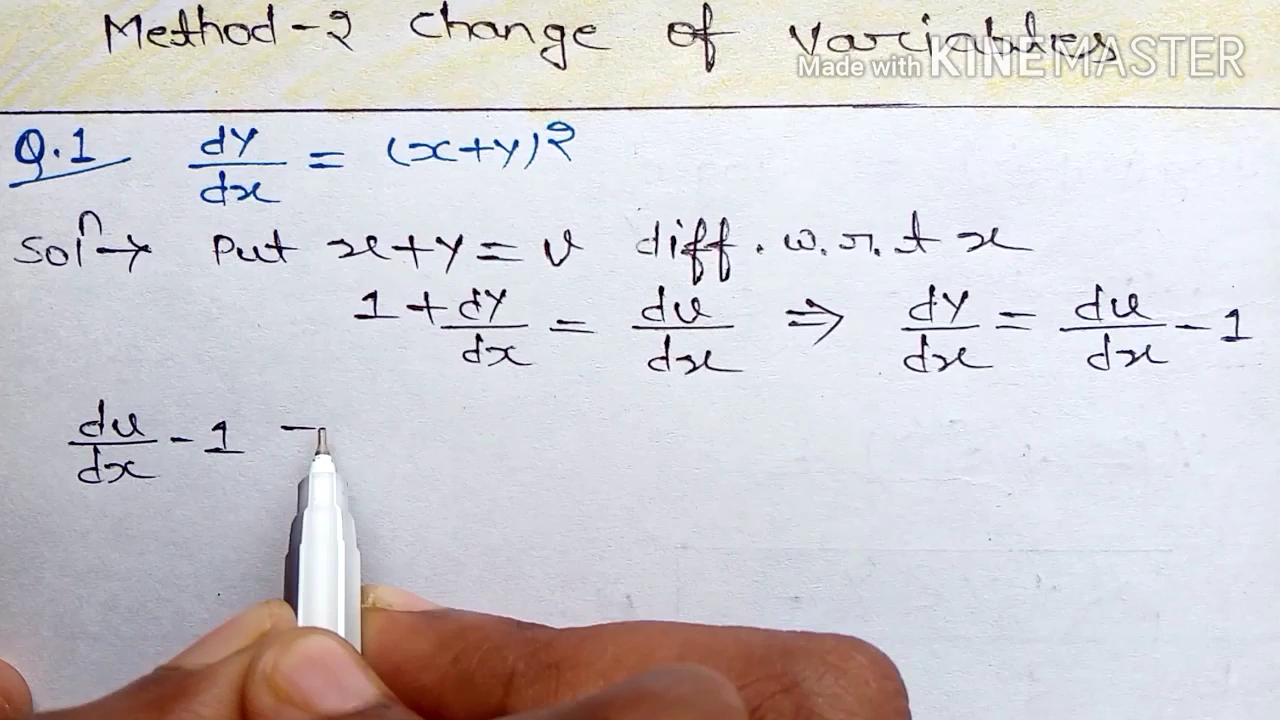 Method-2 Change of Variables
Made with KINEMASTER
Q.1 dy/dx = (x+y)2
Solⁿ→ Put x+y=v diff. w.r.t x
1+dy/dx = dv/dx ⇒ dy/dx = dv/dx - 1
dv/dx - 1 =